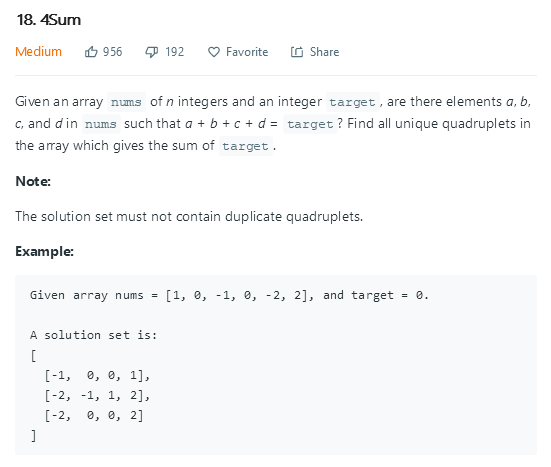 18. 4Sum
Medium 956 192 Favorite Share
Given an array nums of n integers and an integer target , are there elements a, b,
c, and d in nums such that a + b + c + d = target ? Find all unique quadruplets in
the array which gives the sum of target .
Note:
The solution set must not contain duplicate quadruplets.
Example:
Given array nums = [1, 0, -1, 0, -2, 2], and target = 0.
A solution set is:
[
  [-1,  0, 0, 1],
  [-2, -1, 1, 2],
  [-2,  0, 0, 2]
]